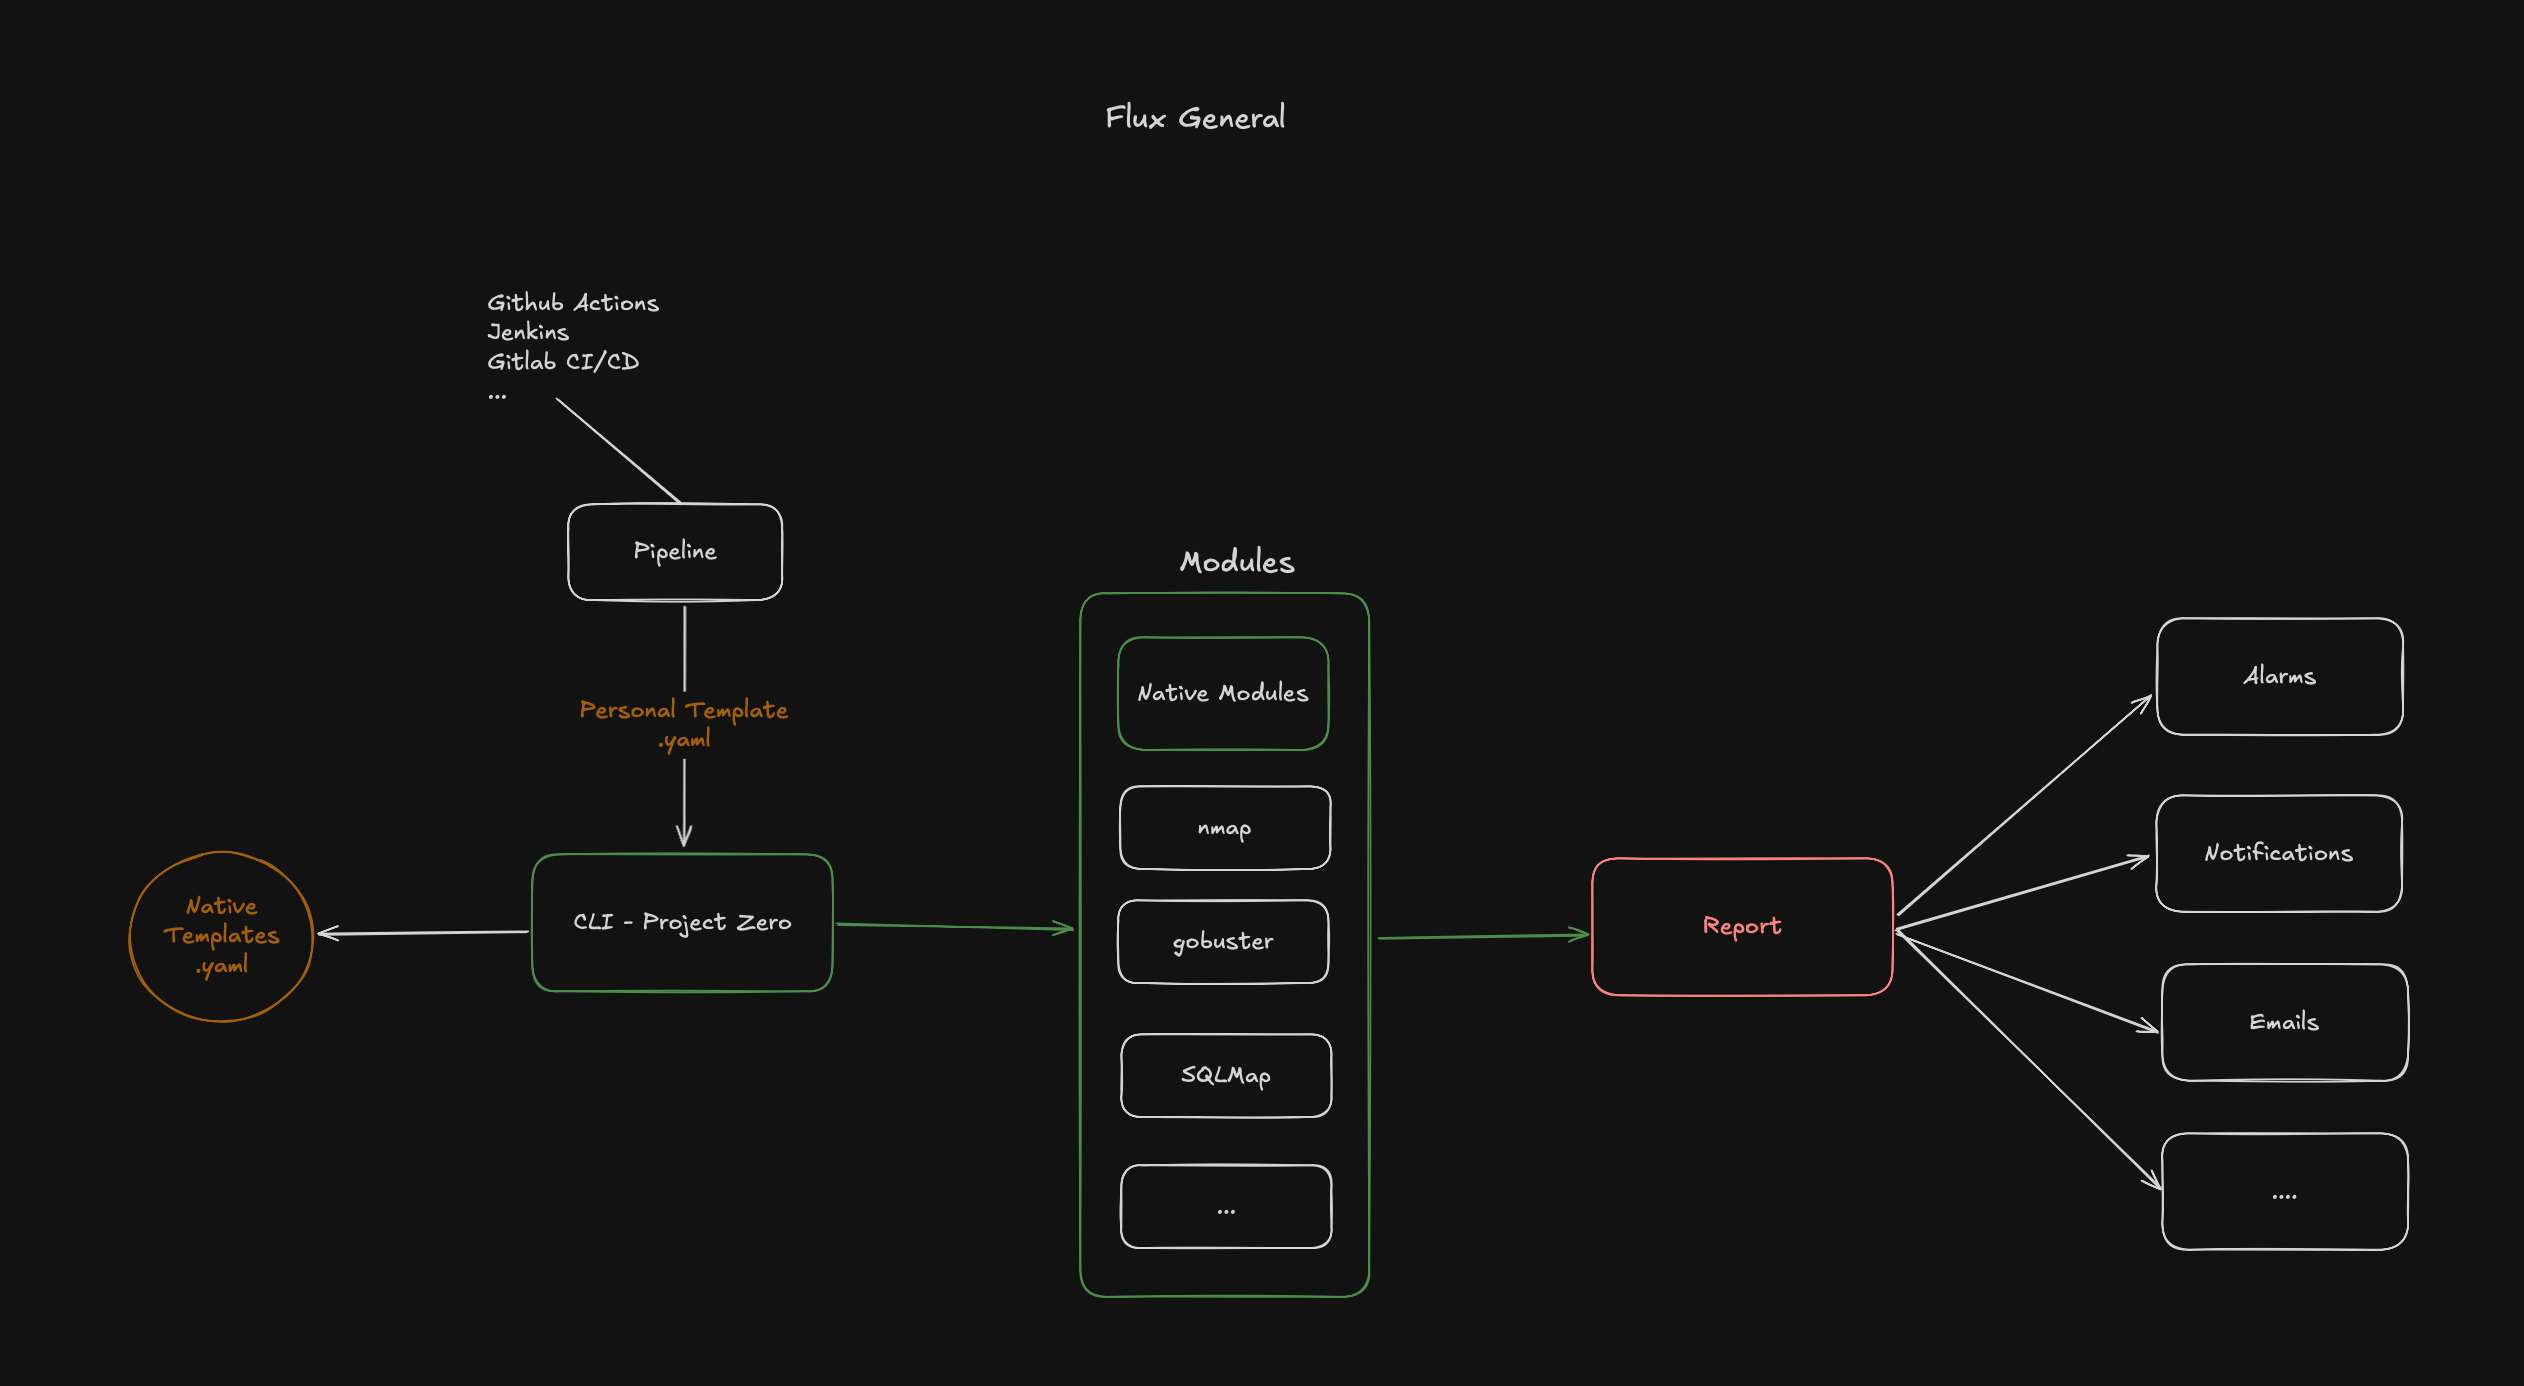 Flux General
Github Actions
Jenkins
Gitlab CI/CD
...
Pipeline
Personal Template
.yaml
Native
Templates
.yaml
CLI - Project Zero
Modules
Native Modules
nmap
gobuster
SQLMap
...
Report
Alarms
Notifications
Emails
....